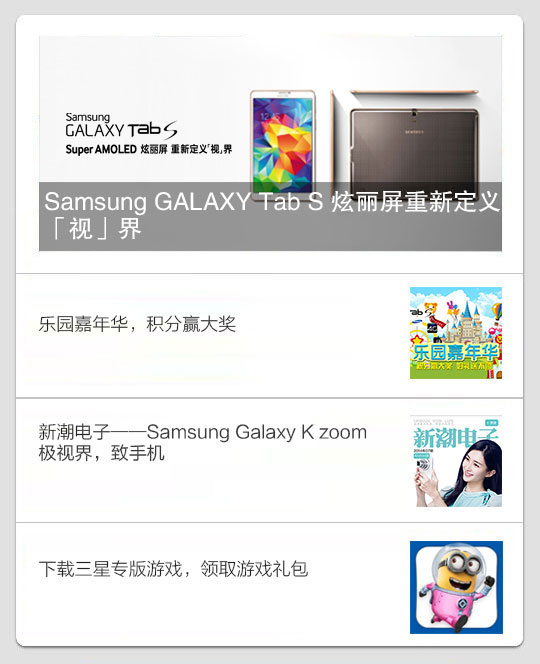 Samsung
GALAXY Tab S
Super AMOLED 炫丽屏 重新定义「视」界
SAMSUNG
Samsung GALAXY Tab S 炫丽屏重新定义
「视」界
乐园嘉年华，积分赢大奖
乐园嘉年华
新潮电子——Samsung Galaxy K zoom
极视界，致手机
新潮电子
下载三星专版游戏，领取游戏礼包